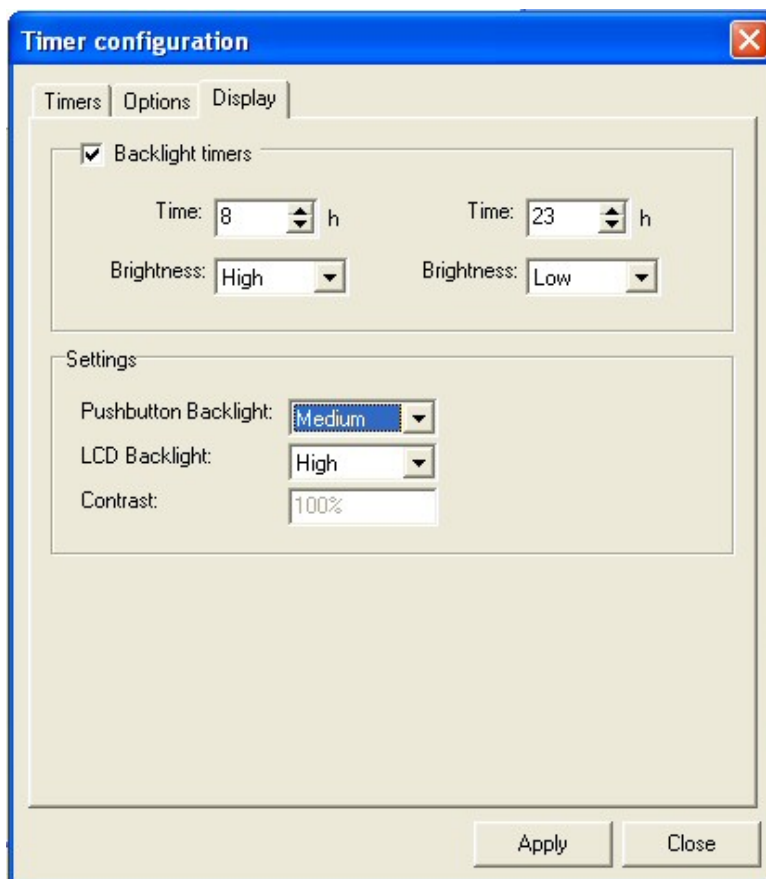 Timer configuration
Timers Options Display
Backlight timers
Time: 8 h Time: 23 h
Brightness: High Brightness: Low
Settings
Pushbutton Backlight: Medium
LCD Backlight: High
Contrast: 100%
Apply Close